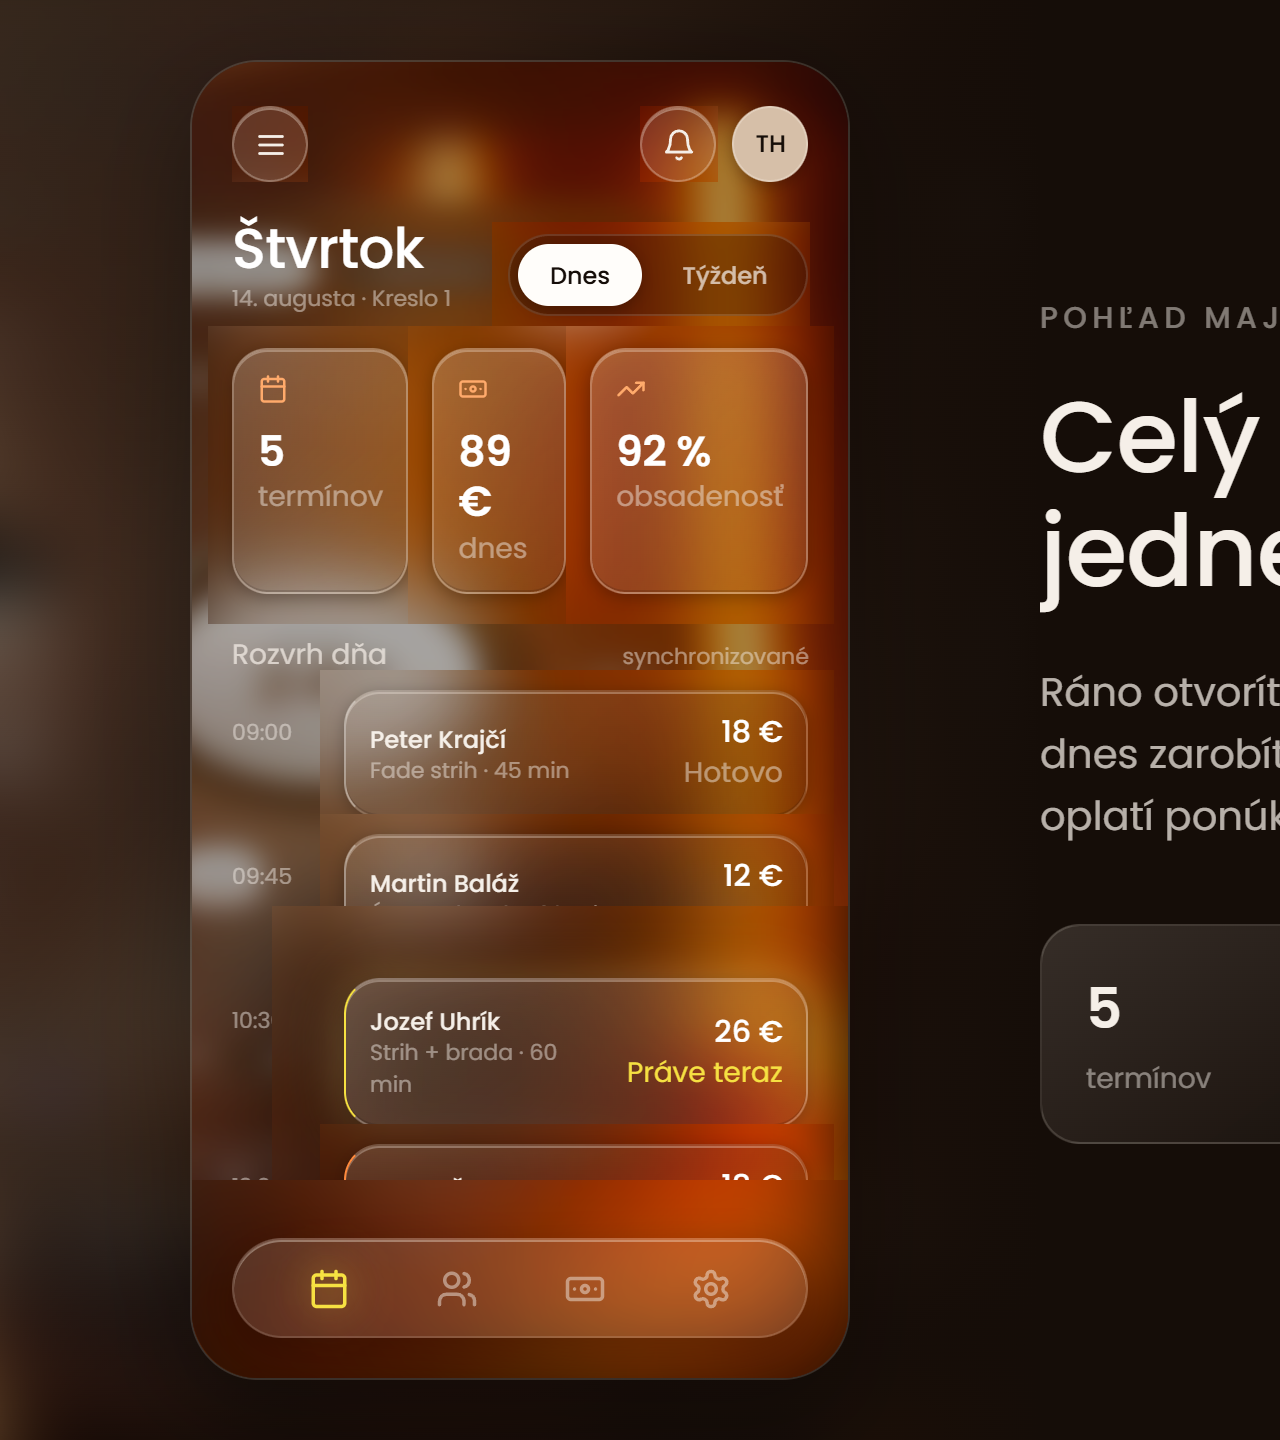 TH
Štvrtok
14. augusta · Kreslo 1
Dnes
Týždeň
5
termínov
89
€
dnes
92 %
obsadenosť
Rozvrh dňa
synchronizované
09:00
Peter Krajčí
Fade strih · 45 min
18 €
Hotovo
09:45
Martin Baláž
12 €
Jozef Uhrík
Strih + brada · 60
min
26 €
Práve teraz
POHĽAD MAJ
Celý
jedne
Ráno otvorít
dnes zarobít
oplatí ponúk
5
termínov